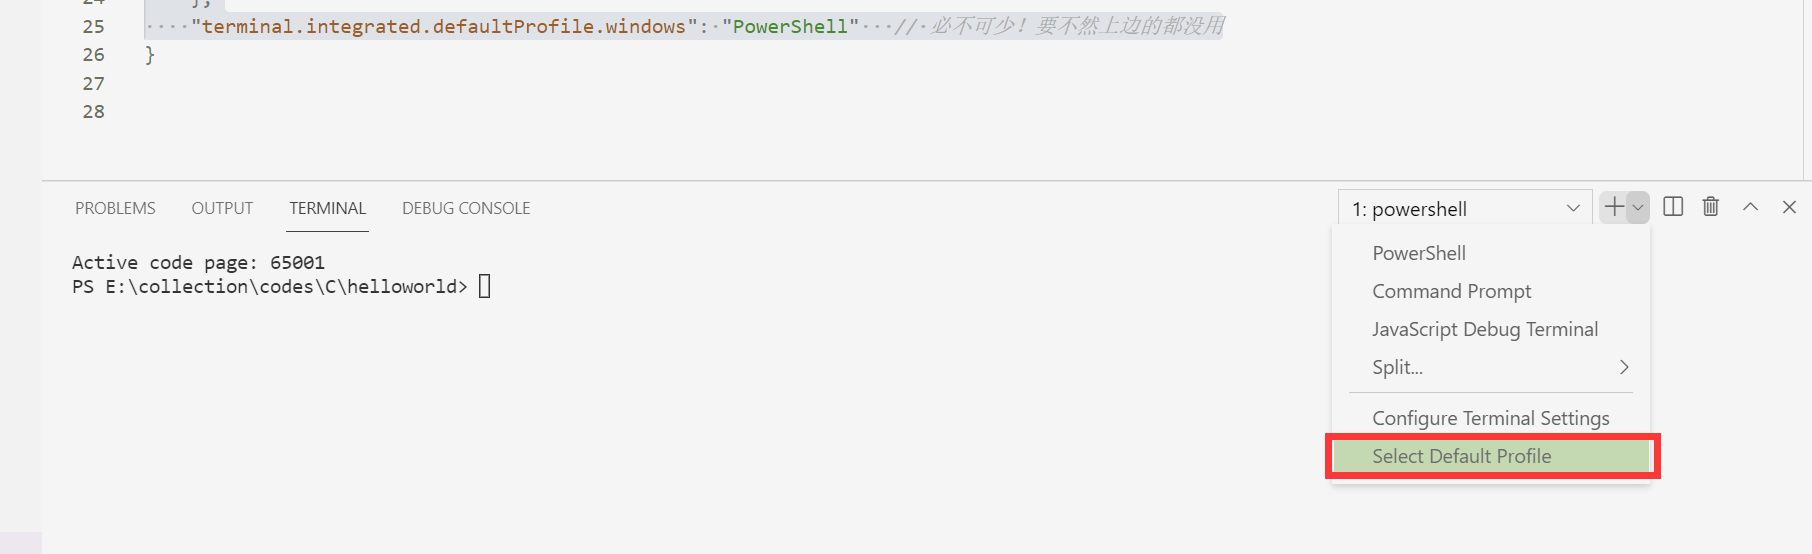 24 },
25 ····"terminal.integrated.defaultProfile.windows":·"PowerShell"···//·必不可少！要不然上边的都没用
26 }
27
28
PROBLEMS OUTPUT TERMINAL DEBUG CONSOLE 1: powershell
Active code page: 65001
PS E:\collection\codes\C\helloworld>
PowerShell
Command Prompt
JavaScript Debug Terminal
Split...
Configure Terminal Settings
Select Default Profile